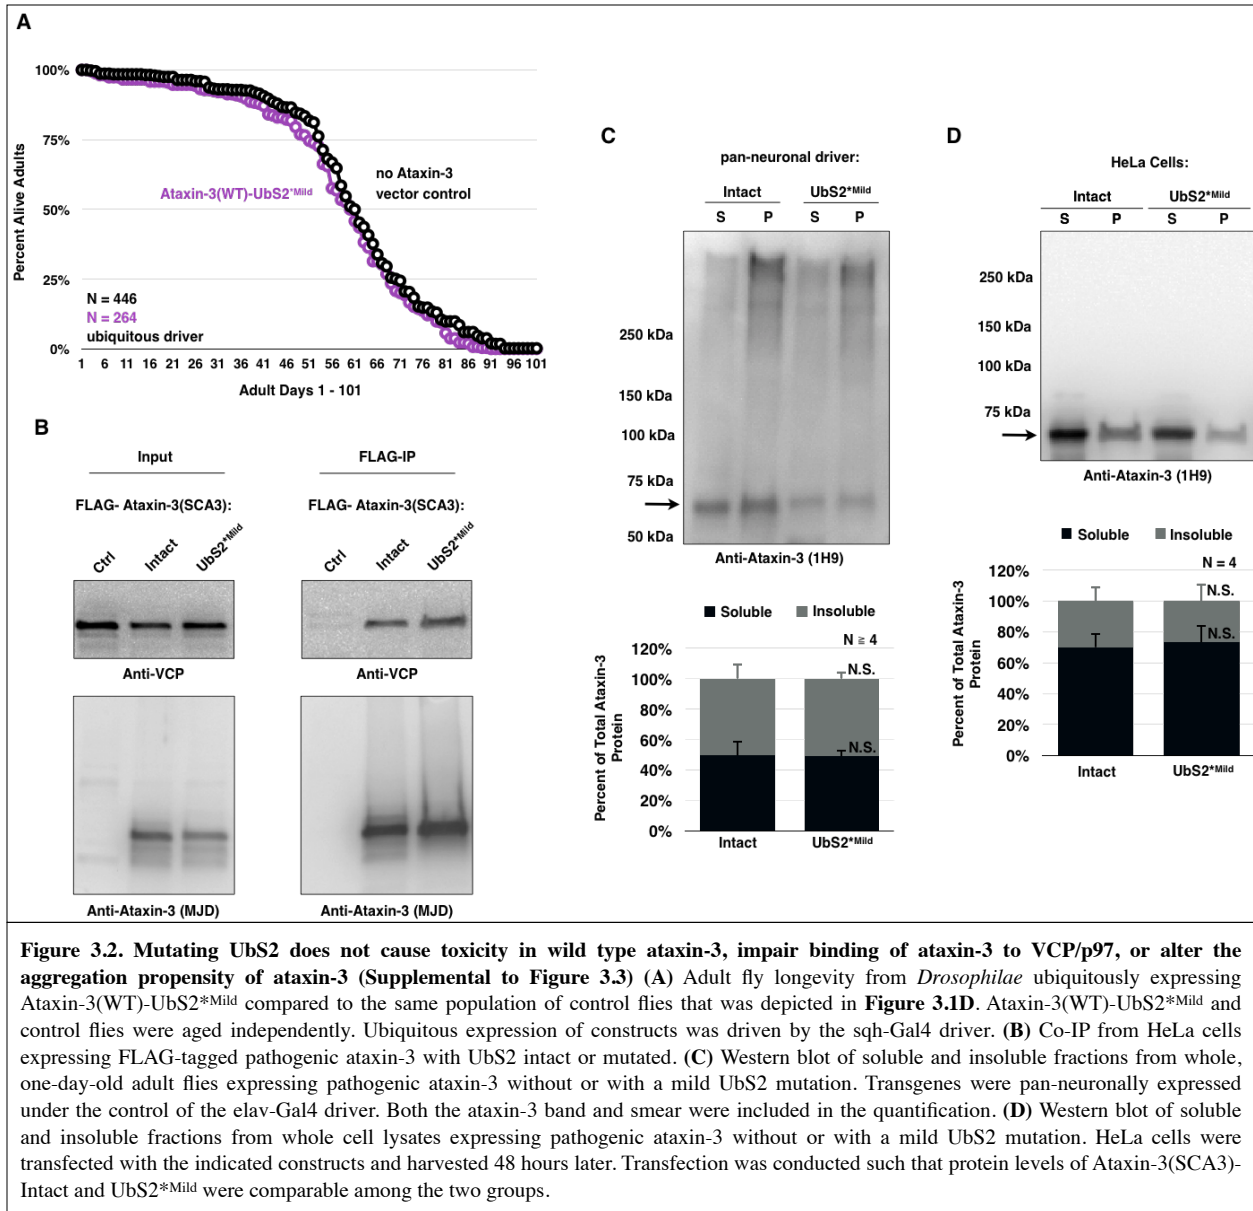 A
100%
75%
50%
25%
0%
Percent Alive Adults
Ataxin-3(WT)-UbS2*Mild
no Ataxin-3
vector control
N = 446
N = 264
ubiquitous driver
1 6 11 16 21 26 31 36 41 46 51 56 61 66 71 76 81 86 91 96 101
Adult Days 1 - 101
B
Input
FLAG- Ataxin-3(SCA3):
Ctrl
Intact
UbS2*Mild
Anti-VCP
Anti-Ataxin-3 (MJD)
FLAG-IP
FLAG- Ataxin-3(SCA3):
Ctrl
Intact
UbS2*Mild
Anti-VCP
Anti-Ataxin-3 (MJD)
C
pan-neuronal driver:
Intact UbS2*Mild
S P S P
250 kDa
150 kDa
100 kDa
75 kDa
50 kDa
Anti-Ataxin-3 (1H9)
Soluble Insoluble
N ≧ 4
120%
100%
80%
60%
40%
20%
0%
Percent of Total Ataxin-3
Protein
N.S.
N.S.
Intact UbS2*Mild
D
HeLa Cells:
Intact UbS2*Mild
S P S P
250 kDa
150 kDa
100 kDa
75 kDa
Anti-Ataxin-3 (1H9)
Soluble Insoluble
N = 4
120%
100%
80%
60%
40%
20%
0%
Percent of Total Ataxin-3
Protein
N.S.
N.S.
Intact UbS2*Mild
Figure 3.2. Mutating UbS2 does not cause toxicity in wild type ataxin-3, impair binding of ataxin-3 to VCP/p97, or alter the
aggregation propensity of ataxin-3 (Supplemental to Figure 3.3) (A) Adult fly longevity from Drosophilae ubiquitously expressing
Ataxin-3(WT)-UbS2*Mild compared to the same population of control flies that was depicted in Figure 3.1D. Ataxin-3(WT)-UbS2*Mild and
control flies were aged independently. Ubiquitous expression of constructs was driven by the sqh-Gal4 driver. (B) Co-IP from HeLa cells
expressing FLAG-tagged pathogenic ataxin-3 with UbS2 intact or mutated. (C) Western blot of soluble and insoluble fractions from whole,
one-day-old adult flies expressing pathogenic ataxin-3 without or with a mild UbS2 mutation. Transgenes were pan-neuronally expressed
under the control of the elav-Gal4 driver. Both the ataxin-3 band and smear were included in the quantification. (D) Western blot of soluble
and insoluble fractions from whole cell lysates expressing pathogenic ataxin-3 without or with a mild UbS2 mutation. HeLa cells were
transfected with the indicated constructs and harvested 48 hours later. Transfection was conducted such that protein levels of Ataxin-3(SCA3)-
Intact and UbS2*Mild were comparable among the two groups.